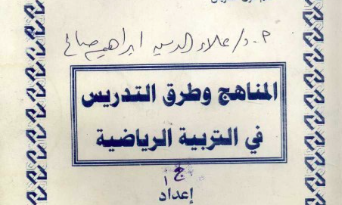 م.د/علاء الدين ابراهيم صالح
المناهج وطرق التدريس
في التربية الرياضية
ج ١
إعداد